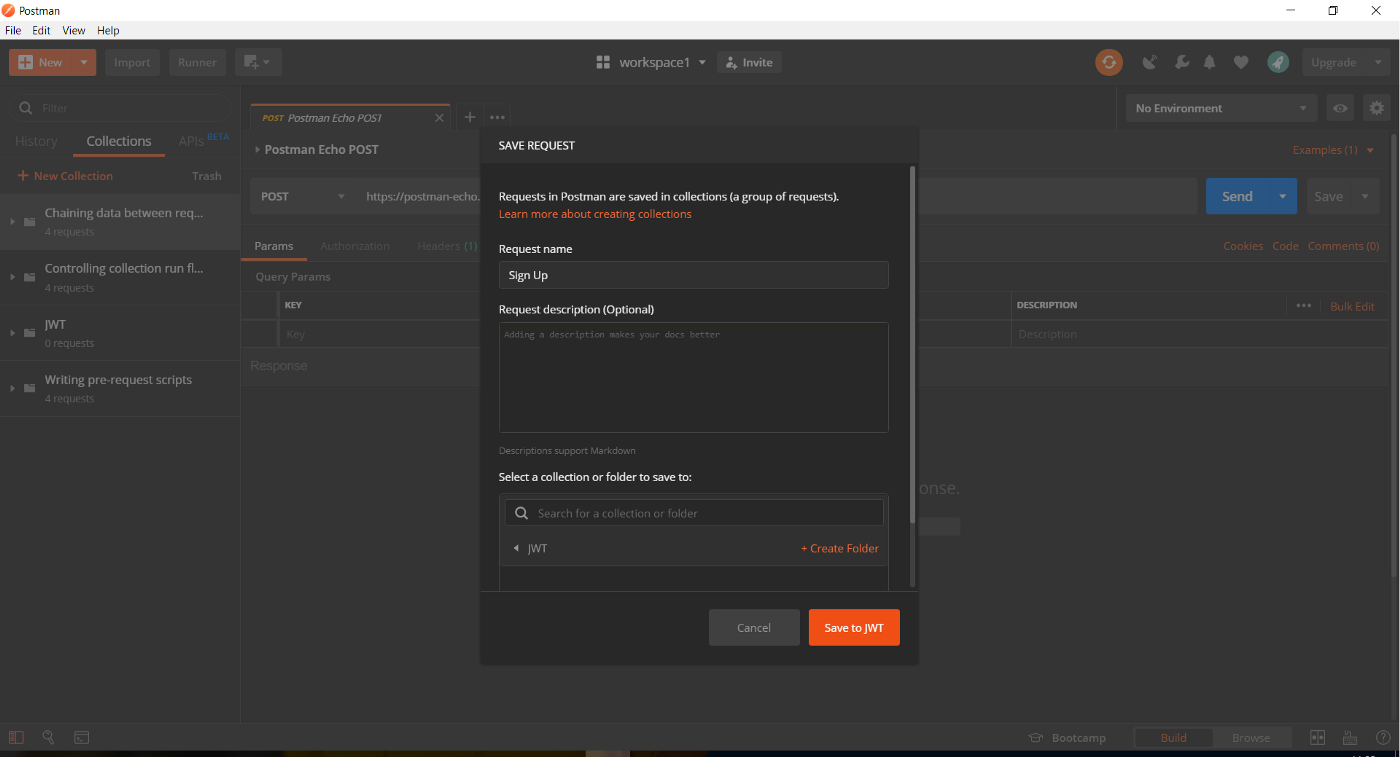 Postman
File Edit View Help
New Import Runner workspace1 Invite Upgrade
Filter
History Collections APIs BETA
+ New Collection Trash
Chaining data between req...
4 requests
Controlling collection run fl...
4 requests
JWT
0 requests
Writing pre-request scripts
4 requests
POST Postman Echo POST
No Environment
Postman Echo POST
Examples (1)
POST https://postman-echo. Send Save
Params Authorization Headers (1) Cookies Code Comments (0)
Query Params
KEY DESCRIPTION Bulk Edit
Key Description
Response
onse.
SAVE REQUEST
Requests in Postman are saved in collections (a group of requests).
Learn more about creating collections
Request name
Sign Up
Request description (Optional)
Adding a description makes your docs better
Descriptions support Markdown
Select a collection or folder to save to:
Search for a collection or folder
JWT + Create Folder
Cancel Save to JWT
Bootcamp Build Browse